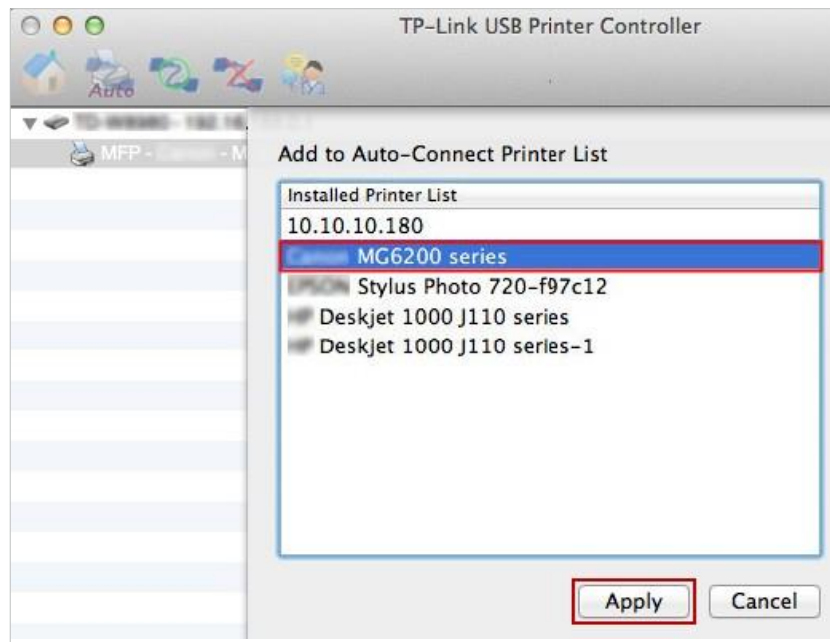 TP-Link USB Printer Controller
Auto
MFP - - M
Add to Auto-Connect Printer List
Installed Printer List
10.10.10.180
MG6200 series
Stylus Photo 720-f97c12
Deskjet 1000 J110 series
Deskjet 1000 J110 series-1
Apply
Cancel